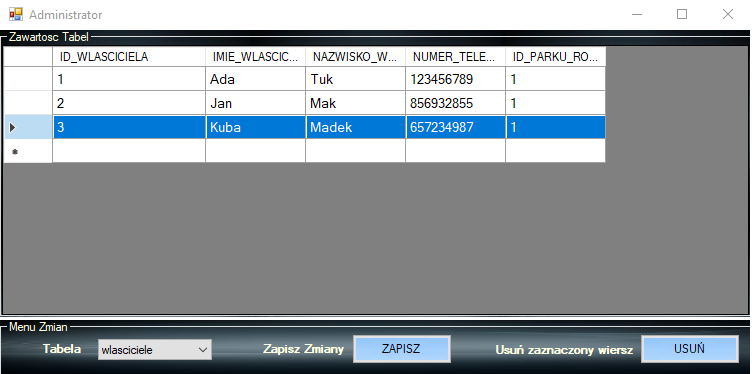 Administrator
Zawartosc Tabel
ID_WLASCICIELA IMIE_WLASCIC... NAZWISKO_W... NUMER_TELE... ID_PARKU_RO...
1 Ada Tuk 123456789 1
2 Jan Mak 856932855 1
3 Kuba Madek 657234987 1
*
Menu Zmian
Tabela wlasciciele Zapisz Zmiany ZAPISZ Usuń zaznaczony wiersz USUŃ